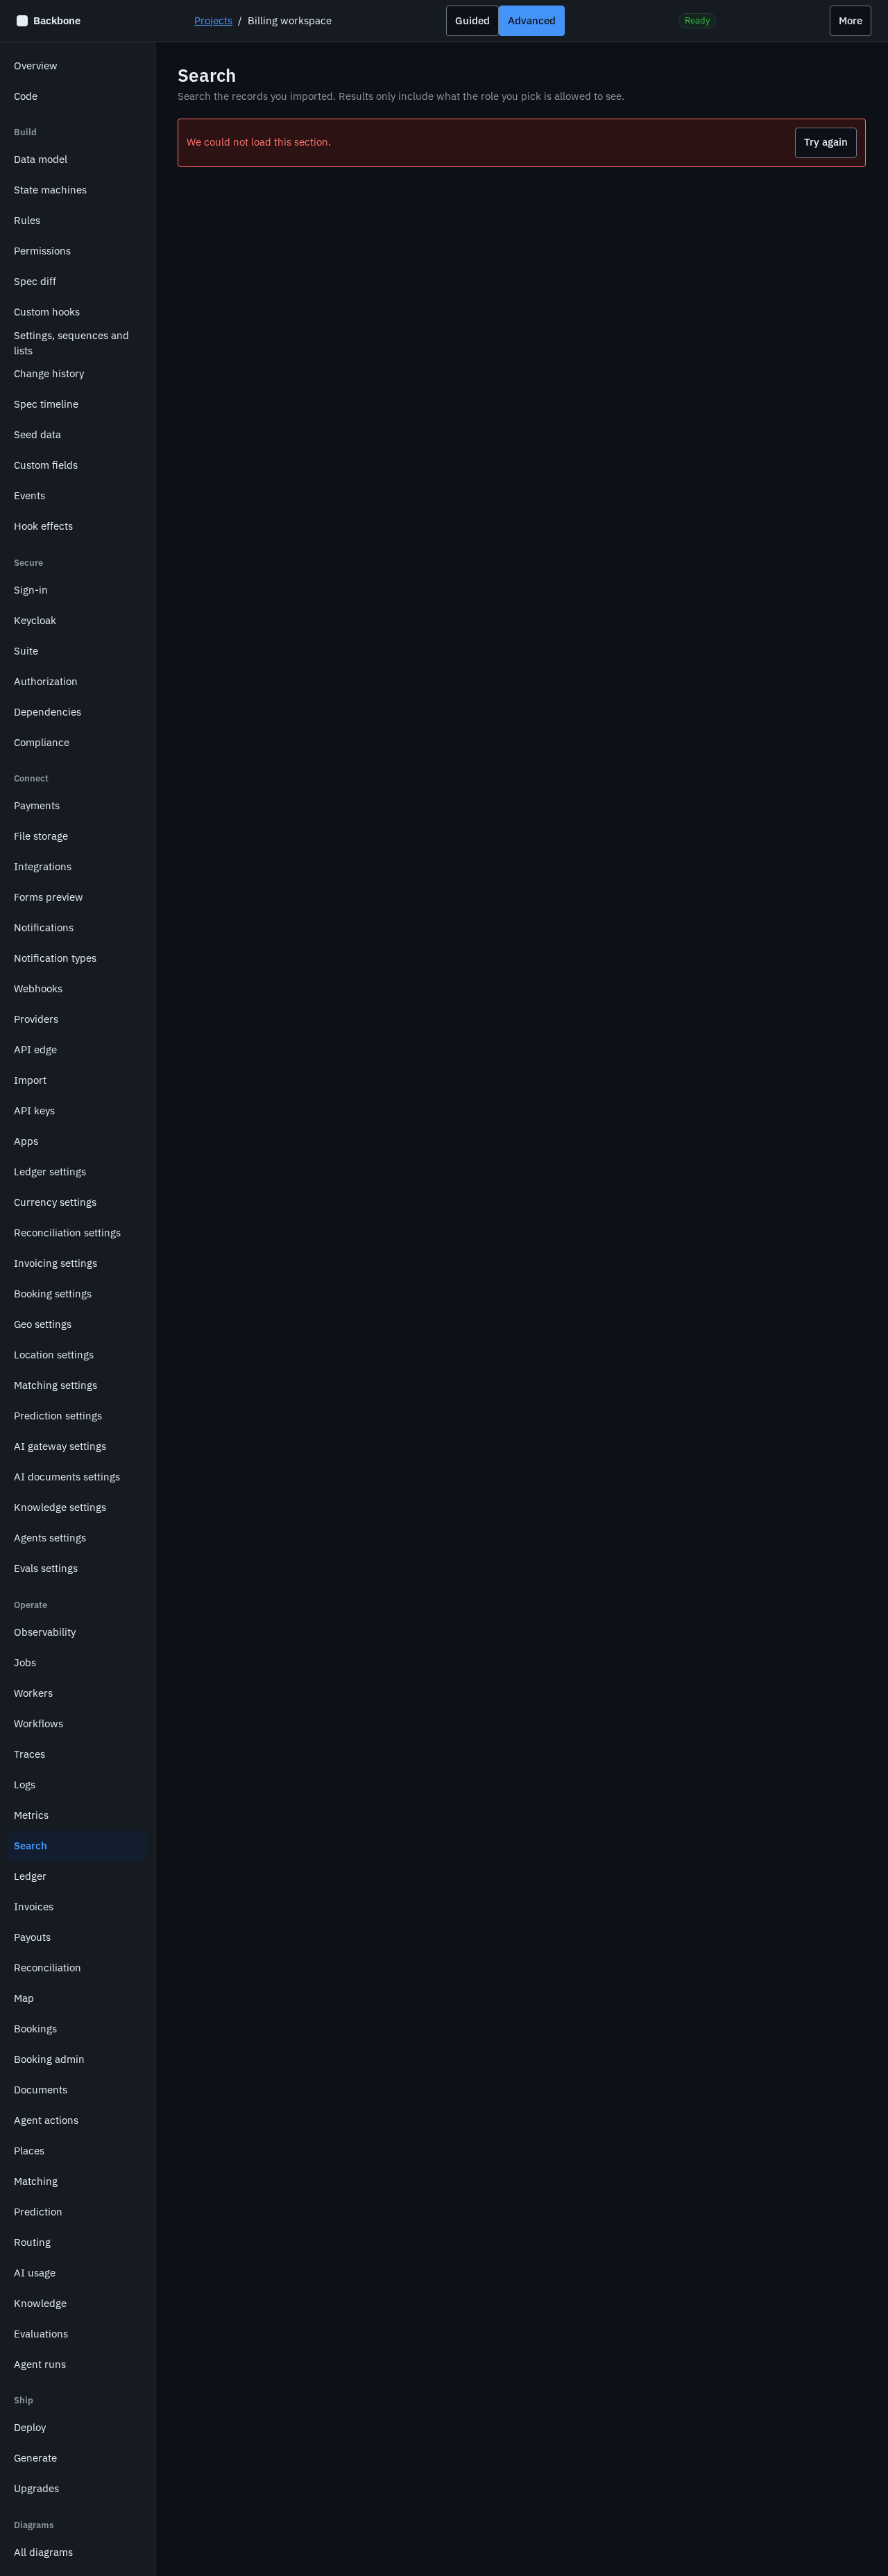 Backbone
Projects / Billing workspace
Guided
Advanced
Ready
More
Overview
Code
Build
Data model
State machines
Rules
Permissions
Spec diff
Custom hooks
Settings, sequences and
lists
Change history
Spec timeline
Seed data
Custom fields
Events
Hook effects
Secure
Sign-in
Keycloak
Suite
Authorization
Dependencies
Compliance
Connect
Payments
File storage
Integrations
Forms preview
Notifications
Notification types
Webhooks
Providers
API edge
Import
API keys
Apps
Ledger settings
Currency settings
Reconciliation settings
Invoicing settings
Booking settings
Geo settings
Location settings
Matching settings
Prediction settings
AI gateway settings
AI documents settings
Knowledge settings
Agents settings
Evals settings
Operate
Observability
Jobs
Workers
Workflows
Traces
Logs
Metrics
Search
Ledger
Invoices
Payouts
Reconciliation
Map
Bookings
Booking admin
Documents
Agent actions
Places
Matching
Prediction
Routing
AI usage
Knowledge
Evaluations
Agent runs
Ship
Deploy
Generate
Upgrades
Diagrams
All diagrams
Search
Search the records you imported. Results only include what the role you pick is allowed to see.
We could not load this section.
Try again